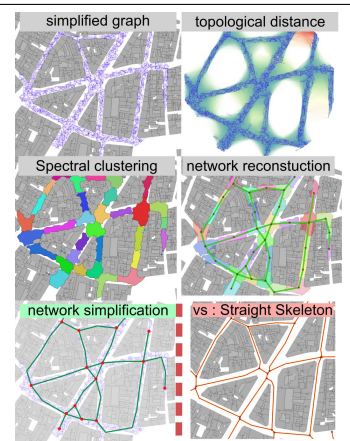 simplified graph
topological distance
Spectral clustering
network reconstuction
network simplification
vs : Straight Skeleton